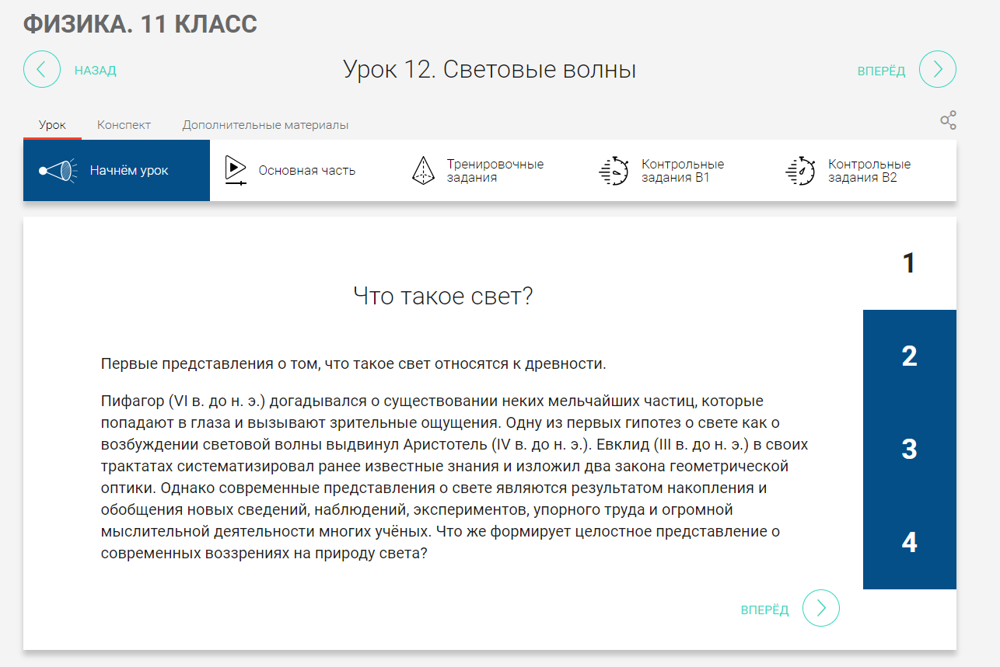 ФИЗИКА. 11 КЛАСС
НАЗАД
Урок 12. Световые волны
ВПЕРЁД
Урок
Конспект
Дополнительные материалы
Начнём урок
Основная часть
Тренировочные
задания
Контрольные
задания В1
Контрольные
задания В2
1
Что такое свет?
2
Первые представления о том, что такое свет относятся к древности.
Пифагор (VI в. до н. э.) догадывался о существовании неких мельчайших частиц, которые
попадают в глаза и вызывают зрительные ощущения. Одну из первых гипотез о свете как о
возбуждении световой волны выдвинул Аристотель (IV в. до н. э.). Евклид (III в. до н. э.) в своих
трактатах систематизировал ранее известные знания и изложил два закона геометрической
оптики. Однако современные представления о свете являются результатом накопления и
обобщения новых сведений, наблюдений, экспериментов, упорного труда и огромной
мыслительной деятельности многих учёных. Что же формирует целостное представление о
современных воззрениях на природу света?
3
4
ВПЕРЁД